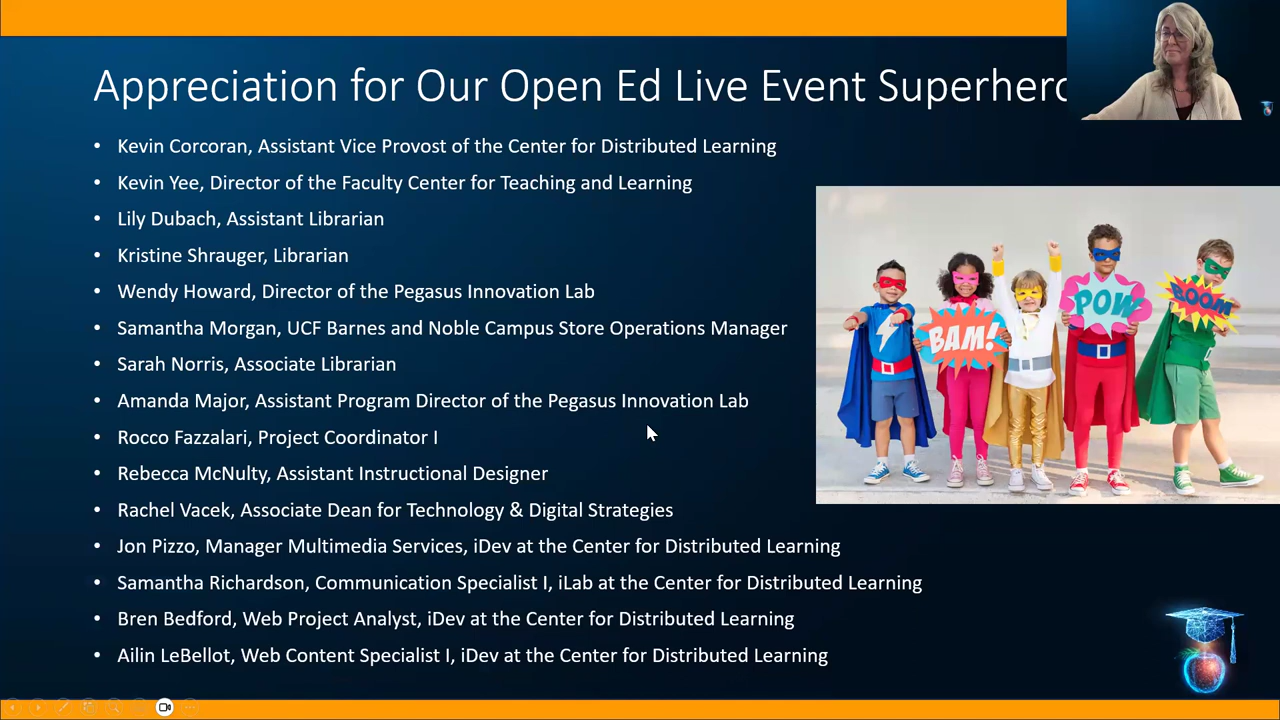 Appreciation for Our Open Ed Live Event Superhero
• Kevin Corcoran, Assistant Vice Provost of the Center for Distributed Learning
• Kevin Yee, Director of the Faculty Center for Teaching and Learning
• Lily Dubach, Assistant Librarian
• Kristine Shrauger, Librarian
• Wendy Howard, Director of the Pegasus Innovation Lab
• Samantha Morgan, UCF Barnes and Noble Campus Store Operations Manager
• Sarah Norris, Associate Librarian
• Amanda Major, Assistant Program Director of the Pegasus Innovation Lab
• Rocco Fazzalari, Project Coordinator I
• Rebecca McNulty, Assistant Instructional Designer
• Rachel Vacek, Associate Dean for Technology & Digital Strategies
• Jon Pizzo, Manager Multimedia Services, iDev at the Center for Distributed Learning
• Samantha Richardson, Communication Specialist I, iLab at the Center for Distributed Learning
• Bren Bedford, Web Project Analyst, iDev at the Center for Distributed Learning
• Ailin LeBellot, Web Content Specialist I, iDev at the Center for Distributed Learning
BAM!
POW
BOOM